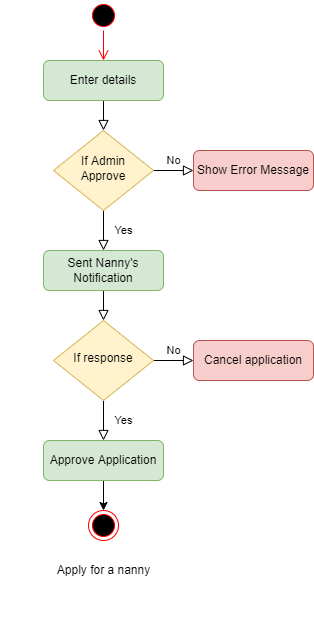 Enter details
If Admin
Approve
No
Show Error Message
Yes
Sent Nanny's
Notification
If response
No
Cancel application
Yes
Approve Application
Apply for a nanny